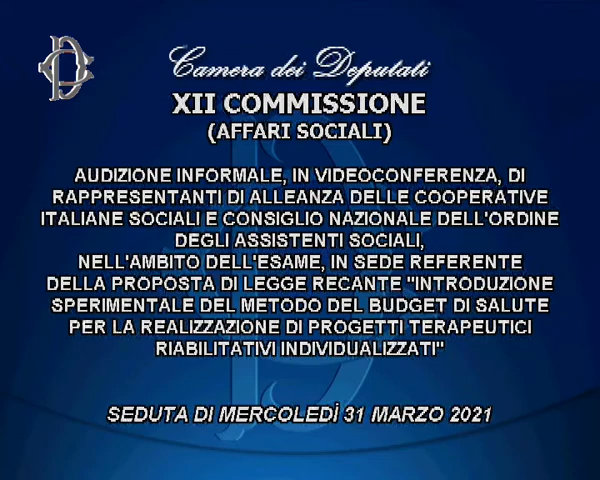 Camera dei Deputati
XII COMMISSIONE
(AFFARI SOCIALI)
AUDIZIONE INFORMALE, IN VIDEOCONFERENZA, DI
RAPPRESENTANTI DI ALLEANZA DELLE COOPERATIVE
ITALIANE SOCIALI E CONSIGLIO NAZIONALE DELL'ORDINE
DEGLI ASSISTENTI SOCIALI,
NELL'AMBITO DELL'ESAME, IN SEDE REFERENTE
DELLA PROPOSTA DI LEGGE RECANTE "INTRODUZIONE
SPERIMENTALE DEL METODO DEL BUDGET DI SALUTE
PER LA REALIZZAZIONE DI PROGETTI TERAPEUTICI
RIABILITATIVI INDIVIDUALIZZATI"
SEDUTA DI MERCOLEDÌ 31 MARZO 2021